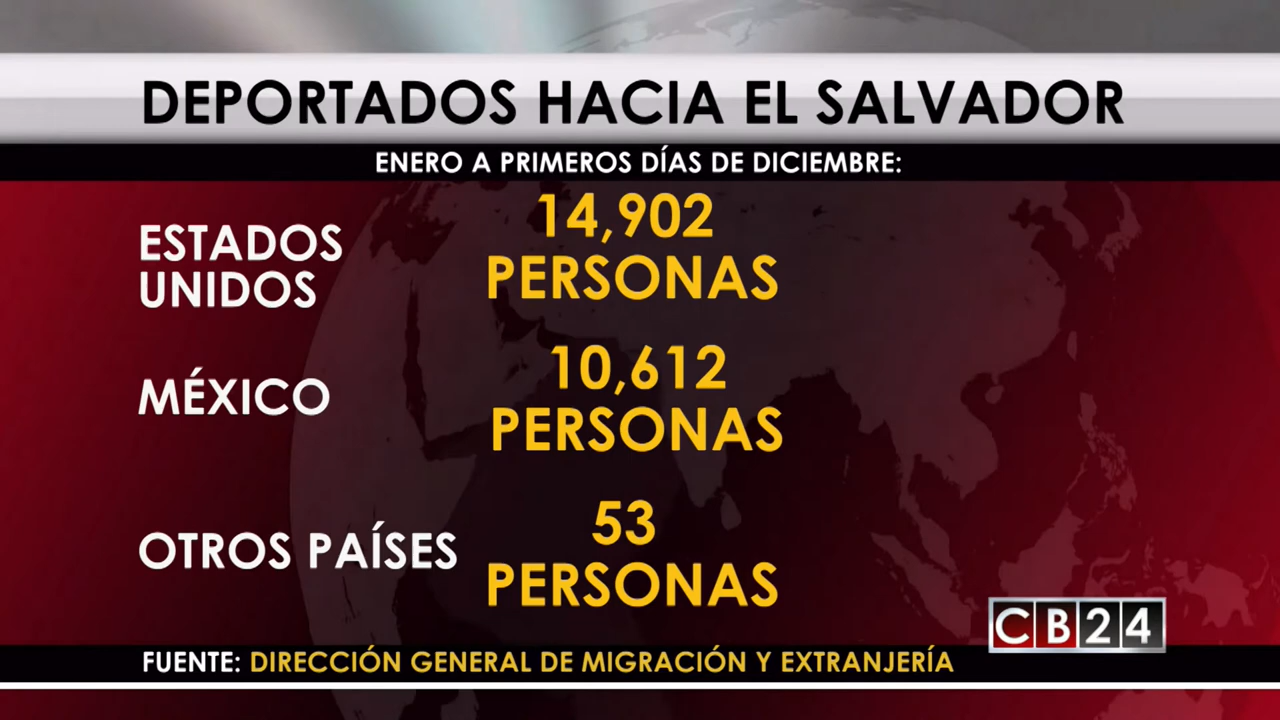 DEPORTADOS HACIA EL SALVADOR
ENERO A PRIMEROS DÍAS DE DICIEMBRE:
ESTADOS
UNIDOS
14,902
PERSONAS
MÉXICO
10,612
PERSONAS
OTROS PAÍSES
53
PERSONAS
CB24
FUENTE: DIRECCIÓN GENERAL DE MIGRACIÓN Y EXTRANJERÍA